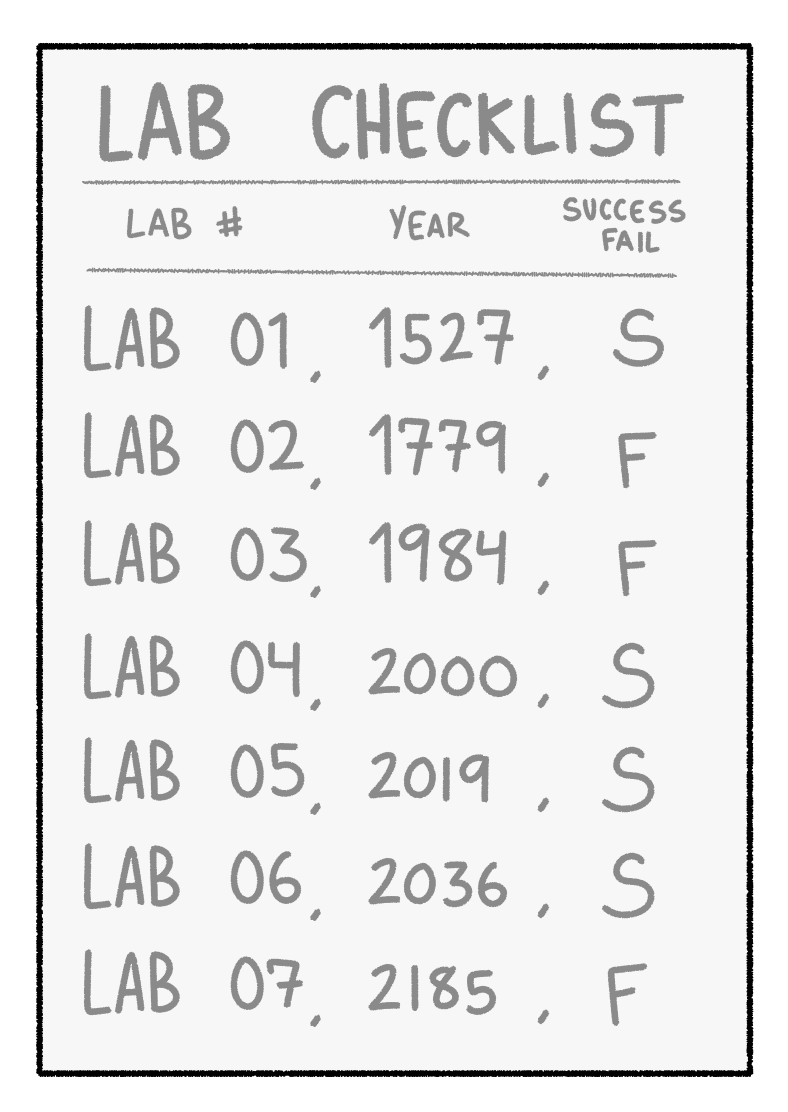 LAB CHECKLIST
LAB # YEAR SUCCESS
FAIL
LAB 01, 1527, S
LAB 02, 1779, F
LAB 03, 1984, F
LAB 04, 2000, S
LAB 05, 2019, S
LAB 06, 2036, S
LAB 07, 2185, F